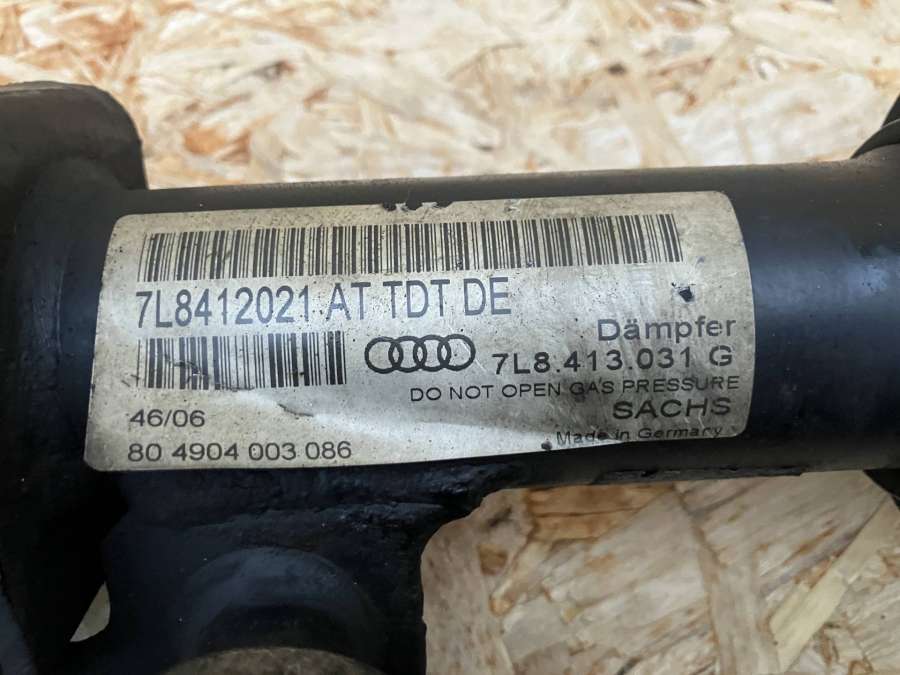 7L8412021 AT TDT DE
Dämpfer
7L8.413.031 G
DO NOT OPEN GAS PRESSURE
46/06
SACHS
80 4904 003 086
Made in Germany